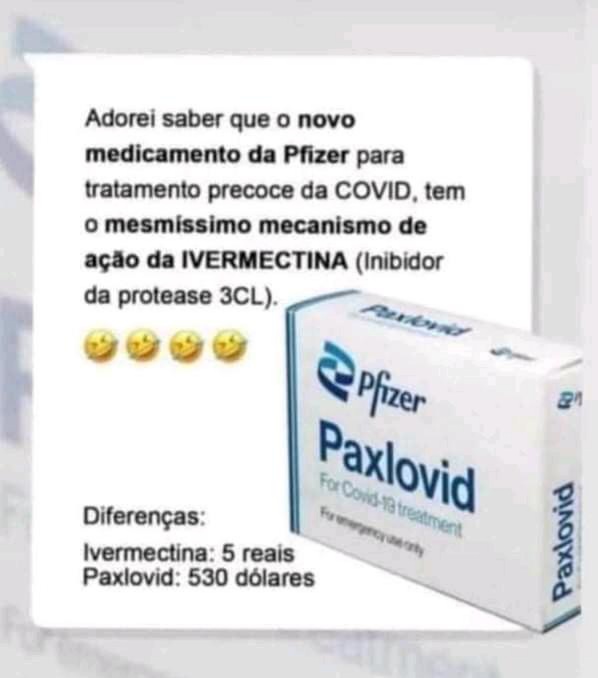 Adorei saber que o novo
medicamento da Pfizer para
tratamento precoce da COVID, tem
o mesmíssimo mecanismo de
ação da IVERMECTINA (Inibidor
da protease 3CL).
🤣🤣🤣🤣
Paxlovid
Pfizer
Paxlovid
For Covid-19 treatment
For emergency use only
Paxlovid
Diferenças:
Ivermectina: 5 reais
Paxlovid: 530 dólares